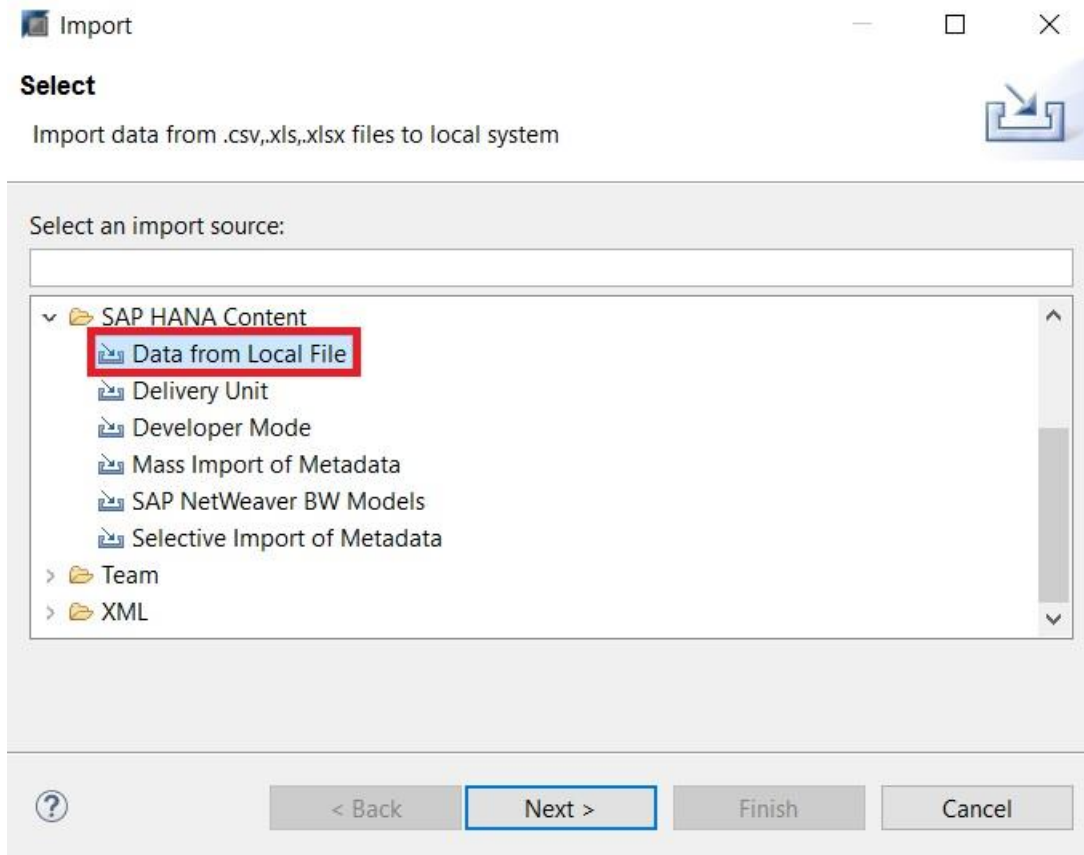 Import
Select
Import data from .csv,.xls,.xlsx files to local system
Select an import source:
SAP HANA Content
Data from Local File
Delivery Unit
Developer Mode
Mass Import of Metadata
SAP NetWeaver BW Models
Selective Import of Metadata
Team
XML
? < Back Next > Finish Cancel